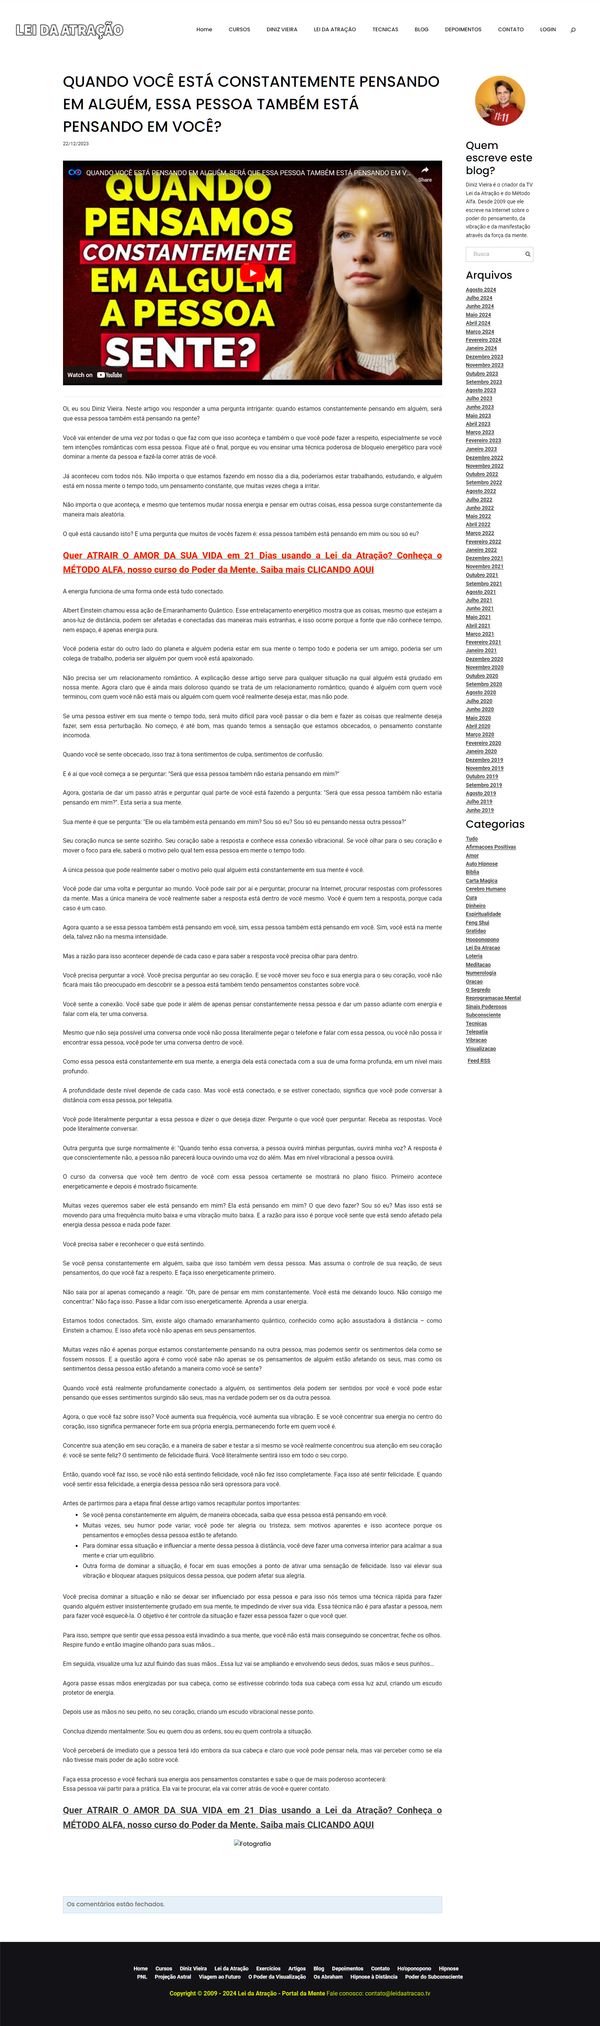 LEI DA ATRAÇÃO
Home CURSOS DINIZ VIEIRA LEI DA ATRAÇÃO TECNICAS BLOG DEPOIMENTOS CONTATO LOGIN
QUANDO VOCÊ ESTÁ CONSTANTEMENTE PENSANDO
EM ALGUÉM, ESSA PESSOA TAMBÉM ESTÁ
PENSANDO EM VOCÊ?
22/12/2023
QUANDO VOCÊ ESTÁ PENSANDO EM ALGUÉM, SERÁ QUE ESSA PESSOA TAMBÉM ESTÁ PENSANDO EM V...
Share
QUANDO
PENSAMOS
CONSTANTEMENTE
EM ALGUÉM
A PESSOA
SENTE?
Watch on YouTube
Oi, eu sou Diniz Vieira. Neste artigo vou responder a uma pergunta intrigante: quando estamos constantemente pensando em alguém, será
que essa pessoa também está pensando na gente?
Você vai entender de uma vez por todas o que faz com que isso aconteça e também o que você pode fazer a respeito, especialmente se você
tem intenções românticas com essa pessoa. Fique até o final, porque eu vou ensinar uma técnica poderosa de bloqueio energético para você
dominar a mente da pessoa e fazê-la correr atrás de você.
Já aconteceu com todos nós. Não importa o que estamos fazendo em nosso dia a dia, poderíamos estar trabalhando, estudando, e alguém
está em nossa mente o tempo todo, um pensamento constante, que muitas vezes chega a irritar.
Não importa o que aconteça, e mesmo que tentemos mudar nossa mente e pensar em outras coisas, essa pessoa surge constantemente da
maneira mais aleatória.
O quê está causando isto? E uma pergunta que muitos de vocês fazem é: essa pessoa também está pensando em mim ou sou só eu?
Quer ATRAIR O AMOR DA SUA VIDA em 21 Dias usando a Lei da Atração? Conheça o
MÉTODO ALFA, nosso curso do Poder da Mente. Saiba mais CLICANDO AQUI
A energia funciona de uma forma onde está tudo conectado.
Albert Einstein chamou essa ação de Emaranhamento Quântico. Esse entrelaçamento energético mostra que as coisas, mesmo que estejam a
anos-luz de distância, podem ser afetadas e conectadas das maneiras mais estranhas, e isso ocorre porque a fonte que não conhece tempo,
nem espaço, é apenas energia pura.
Você poderia estar do outro lado do planeta e alguém poderia estar em sua mente o tempo todo e poderia ser um amigo, poderia ser um
colega de trabalho, poderia ser alguém por quem você está apaixonado.
Não precisa ser um relacionamento romântico. A explicação desse artigo serve para qualquer situação na qual alguém está grudado em
nossa mente. Agora claro que é ainda mais doloroso quando se trata de um relacionamento romântico, quando é alguém com quem você
terminou, com quem você não está mais ou alguém com quem você realmente deseja estar, mas não pode.
Se uma pessoa estiver em sua mente o tempo todo, será muito difícil para você passar o dia bem e fazer as coisas que realmente deseja
fazer, sem essa perturbação. No começo, é até bom, mas quando temos a sensação que estamos obcecados, o pensamento constante
incomoda.
Quando você se sente obcecado, isso traz à tona sentimentos de culpa, sentimentos de confusão.
E é aí que você começa a se perguntar: "Será que essa pessoa também não estaria pensando em mim?"
Agora, gostaria de dar um passo atrás e perguntar qual parte de você está fazendo a pergunta: "Será que essa pessoa também não estaria
pensando em mim?". Esta seria a sua mente.
Sua mente é que se pergunta: "Ele ou ela também está pensando em mim? Sou só eu? Sou só eu pensando nessa outra pessoa?"
Seu coração nunca se sente sozinho. Seu coração sabe a resposta e conhece essa conexão vibracional. Se você olhar para o seu coração e
mover o foco para ele, saberá o motivo pelo qual tem essa pessoa em mente o tempo todo.
A única pessoa que pode realmente saber o motivo pelo qual alguém está constantemente em sua mente é você.
Você pode dar uma volta e perguntar ao mundo. Você pode sair por aí e perguntar, procurar na Internet, procurar respostas com professores
da mente. Mas a única maneira de você realmente saber a resposta está dentro de você mesmo. Você é quem tem a resposta, porque cada
caso é um caso.
Agora quanto a se essa pessoa também está pensando em você, sim, essa pessoa também está pensando em você. Sim, você está na mente
dela, talvez não na mesma intensidade.
Mas a razão para isso acontecer depende de cada caso e para saber a resposta você precisa olhar para dentro.
Você precisa perguntar a você. Você precisa perguntar ao seu coração. E se você mover seu foco e sua energia para o seu coração, você não
ficará mais tão preocupado em descobrir se a pessoa está também tendo pensamentos constantes sobre você.
Você sente a conexão. Você sabe que pode ir além de apenas pensar constantemente nessa pessoa e dar um passo adiante com energia e
falar com ela, ter uma conversa.
Mesmo que não seja possível uma conversa onde você não possa literalmente pegar o telefone e falar com essa pessoa, ou você não possa ir
encontrar essa pessoa, você pode ter uma conversa dentro de você.
Como essa pessoa está constantemente em sua mente, a energia dela está conectada com a sua de uma forma profunda, em um nível mais
profundo.
A profundidade deste nível depende de cada caso. Mas você está conectado, e se estiver conectado, significa que você pode conversar à
distância com essa pessoa, por telepatia.
Você pode literalmente perguntar a essa pessoa e dizer o que deseja dizer. Pergunte o que você quer perguntar. Receba as respostas. Você
pode literalmente conversar.
Outra pergunta que surge normalmente é: "Quando tenho essa conversa, a pessoa ouvirá minhas perguntas, ouvirá minha voz? A resposta é
que conscientemente não, a pessoa não parecerá louca ouvindo uma voz do além. Mas em nível vibracional a pessoa ouvirá.
O curso da conversa que você tem dentro de você com essa pessoa certamente se mostrará no plano físico. Primeiro acontece
energeticamente e depois é mostrado fisicamente.
Muitas vezes queremos saber ele está pensando em mim? Ela está pensando em mim? O que devo fazer? Sou só eu? Mas isso está se
movendo para uma frequência muito baixa e uma vibração muito baixa. E a razão para isso é porque você sente que está sendo afetado pela
energia dessa pessoa e nada pode fazer.
Você precisa saber e reconhecer o que está sentindo.
Se você pensa constantemente em alguém, saiba que isso também vem dessa pessoa. Mas assuma o controle de sua reação, de seus
pensamentos, do que você faz a respeito. E faça isso energeticamente primeiro.
Não saia por aí apenas começando a reagir. "Oh, pare de pensar em mim constantemente. Você está me deixando louco. Não consigo me
concentrar." Não faça isso. Passe a lidar com isso energeticamente. Aprenda a usar energia.
Estamos todos conectados. Sim, existe algo chamado emaranhamento quântico, conhecido como ação assustadora à distância – como
Einstein a chamou. E isso afeta você não apenas em seus pensamentos.
Muitas vezes não é apenas porque estamos constantemente pensando na outra pessoa, mas podemos sentir os sentimentos dela como se
fossem nossos. E a questão agora é como você sabe não apenas se os pensamentos de alguém estão afetando os seus, mas como os
sentimentos dessa pessoa estão afetando a maneira como você se sente?
Quando você está realmente profundamente conectado a alguém, os sentimentos dela podem ser sentidos por você e você pode estar
pensando que esses sentimentos surgindo são seus, mas na verdade podem ser os da outra pessoa.
Agora, o que você faz sobre isso? Você aumenta sua frequência, você aumenta sua vibração. E se você concentrar sua energia no centro do
coração, isso significa permanecer forte em sua própria energia, permanecendo forte em quem você é.
Concentre sua atenção em seu coração, e a maneira de saber e testar a si mesmo se você realmente concentrou sua atenção em seu coração
é: você se sente feliz? O sentimento de felicidade fluirá. Você literalmente sentirá isso em todo o seu corpo.
Então, quando você faz isso, se você não está sentindo felicidade, você não fez isso completamente. Faça isso até sentir felicidade. E quando
você sentir essa felicidade, a energia dessa pessoa não será opressora para você.
Antes de partirmos para a etapa final desse artigo vamos recapitular pontos importantes:
Se você pensa constantemente em alguém, de maneira obcecada, saiba que essa pessoa está pensando em você.
Muitas vezes, seu humor pode variar, você pode ter alegria ou tristeza, sem motivos aparentes e isso acontece porque os
pensamentos e emoções dessa pessoa estão te afetando.
Para dominar essa situação e influenciar a mente dessa pessoa à distância, você deve fazer uma conversa interior para acalmar a sua
mente e criar um equilíbrio.
Outra forma de dominar a situação, é focar em suas emoções a ponto de ativar uma sensação de felicidade. Isso vai elevar sua
vibração e bloquear ataques psíquicos dessa pessoa, que podem afetar sua alegria.
Você precisa dominar a situação e não se deixar ser influenciado por essa pessoa e para isso nós temos uma técnica rápida para fazer
quando alguém estiver insistentemente grudado em sua mente, te impedindo de viver sua vida. Essa técnica não é para afastar a pessoa, nem
para fazer você esquecê-la. O objetivo é ter controle da situação e fazer essa pessoa fazer o que você quer.
Para isso, sempre que sentir que essa pessoa está invadindo a sua mente, que você não está mais conseguindo se concentrar, feche os olhos.
Respire fundo e então imagine olhando para suas mãos...
Em seguida, visualize uma luz azul fluindo das suas mãos...Essa luz vai se ampliando e envolvendo seus dedos, suas mãos e seus punhos...
Agora passe essas mãos energizadas por sua cabeça, como se estivesse cobrindo toda sua cabeça com essa luz azul, criando um escudo
protetor de energia.
Depois use as mãos no seu peito, no seu coração, criando um escudo vibracional nesse ponto.
Conclua dizendo mentalmente: Sou eu quem dou as ordens, sou eu quem controla a situação.
Você perceberá de imediato que a pessoa terá ido embora da sua cabeça e claro que você pode pensar nela, mas vai perceber como se ela
não tivesse mais poder de ação sobre você.
Faça esse processo e você fechará sua energia aos pensamentos constantes e sabe o que de mais poderoso acontecerá:
Essa pessoa vai partir para a prática. Ela vai te procurar, ela vai correr atrás de você e querer contato.
Quer ATRAIR O AMOR DA SUA VIDA em 21 Dias usando a Lei da Atração? Conheça o
MÉTODO ALFA, nosso curso do Poder da Mente. Saiba mais CLICANDO AQUI
Fotografia
Os comentários estão fechados.
11:11
Quem
escreve este
blog?
Diniz Vieira é o criador da TV
Lei da Atração e do Método
Alfa. Desde 2009 que ele
escreve na Internet sobre o
poder do pensamento, da
vibração e da manifestação
através da força da mente.
Busca
Arquivos
Agosto 2024
Julho 2024
Junho 2024
Maio 2024
Abril 2024
Março 2024
Fevereiro 2024
Janeiro 2024
Dezembro 2023
Novembro 2023
Outubro 2023
Setembro 2023
Agosto 2023
Julho 2023
Junho 2023
Maio 2023
Abril 2023
Março 2023
Fevereiro 2023
Janeiro 2023
Dezembro 2022
Novembro 2022
Outubro 2022
Setembro 2022
Agosto 2022
Julho 2022
Junho 2022
Maio 2022
Abril 2022
Março 2022
Fevereiro 2022
Janeiro 2022
Dezembro 2021
Novembro 2021
Outubro 2021
Setembro 2021
Agosto 2021
Julho 2021
Junho 2021
Maio 2021
Abril 2021
Março 2021
Fevereiro 2021
Janeiro 2021
Dezembro 2020
Novembro 2020
Outubro 2020
Setembro 2020
Agosto 2020
Julho 2020
Junho 2020
Maio 2020
Abril 2020
Março 2020
Fevereiro 2020
Janeiro 2020
Dezembro 2019
Novembro 2019
Outubro 2019
Setembro 2019
Agosto 2019
Julho 2019
Junho 2019
Categorias
Tudo
Afirmacoes Positivas
Amor
Auto Hipnose
Biblia
Carta Magica
Cerebro Humano
Cura
Dinheiro
Espiritualidade
Feng Shui
Gratidao
Hooponopono
Lei Da Atracao
Loteria
Meditacao
Numerologia
Oracao
O Segredo
Reprogramacao Mental
Sinais Poderosos
Subconsciente
Tecnicas
Telepatia
Vibracao
Visualizacao
Feed RSS
Home Cursos Diniz Vieira Lei da Atração Exercícios Artigos Blog Depoimentos Contato Ho'oponopono Hipnose
PNL Projeção Astral Viagem ao Futuro O Poder da Visualização Os Abraham Hipnose à Distância Poder do Subconsciente
Copyright © 2009 - 2024 Lei da Atração - Portal da Mente Fale conosco: contato@leidaatracao.tv